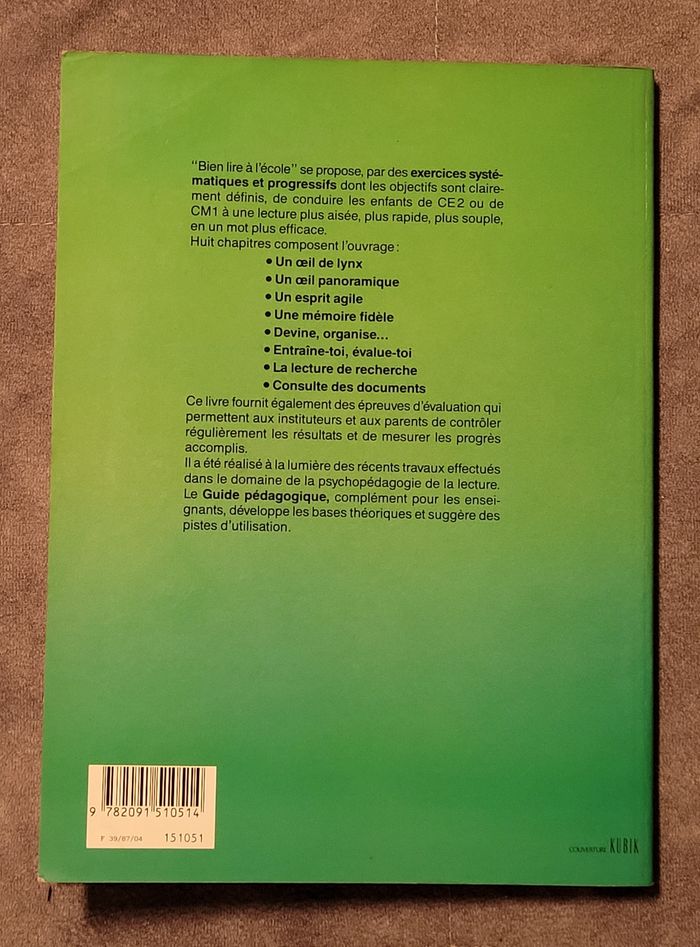 "Bien lire à l'école" se propose, par des exercices systé-
matiques et progressifs dont les objectifs sont claire-
ment définis, de conduire les enfants de CE2 ou de
CM1 à une lecture plus aisée, plus rapide, plus souple,
en un mot plus efficace.
Huit chapitres composent l'ouvrage :
• Un œil de lynx
• Un œil panoramique
• Un esprit agile
• Une mémoire fidèle
• Devine, organise...
• Entraîne-toi, évalue-toi
• La lecture de recherche
• Consulte des documents
Ce livre fournit également des épreuves d'évaluation qui
permettent aux instituteurs et aux parents de contrôler
régulièrement les résultats et de mesurer les progrès
accomplis.
Il a été réalisé à la lumière des récents travaux effectués
dans le domaine de la psychopédagogie de la lecture.
Le Guide pédagogique, complément pour les ensei-
gnants, développe les bases théoriques et suggère des
pistes d'utilisation.
9 782091 510514
F 39/87/04 151051
COUVERTURE KUBIK